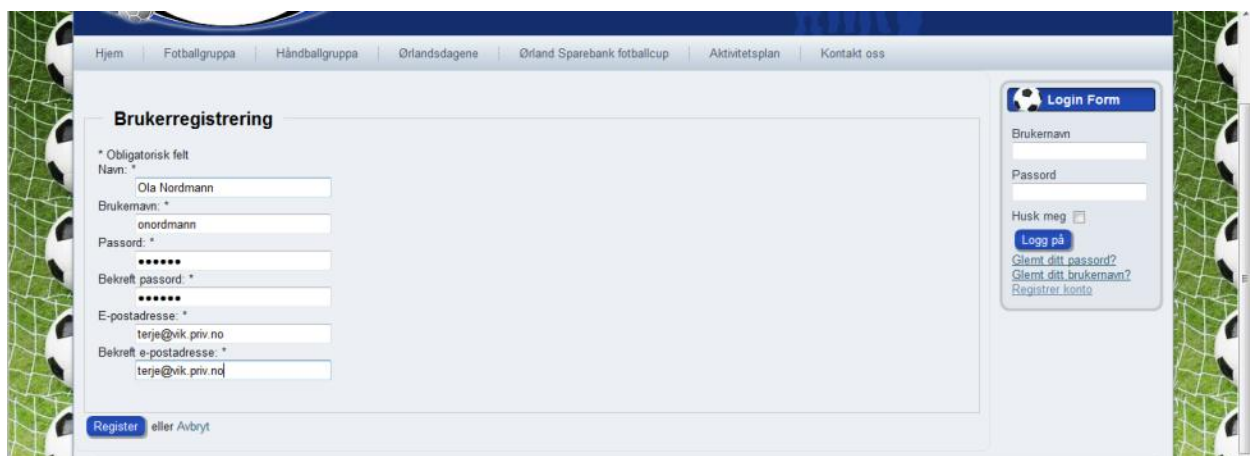 Hjem Fotballgruppa Håndballgruppa Ørlandsdagene Ørland Sparebank fotballcup Aktivitetsplan Kontakt oss
Brukerregistrering
* Obligatorisk felt
Navn: *
Ola Nordmann
Brukernavn: *
onordmann
Passord: *
••••••
Bekreft passord: *
••••••
E-postadresse: *
terje@vik.priv.no
Bekreft e-postadresse: *
terje@vik.priv.no
Register eller Avbryt
Login Form
Brukernavn
Passord
Husk meg
Logg på
Glemt ditt passord?
Glemt ditt brukernavn?
Registrer konto